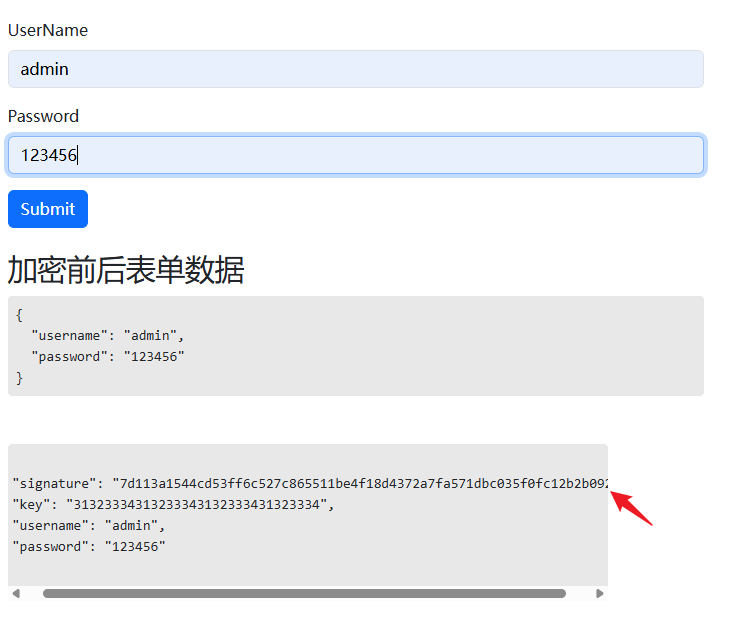 UserName
admin
Password
123456
Submit
加密前后表单数据
{
"username": "admin",
"password": "123456"
}
"signature": "7d113a1544cd53ff6c527c865511be4f18d4372a7fa571dbc035f0fc12b2b092
"key": "31323334313233343132333431323334",
"username": "admin",
"password": "123456"